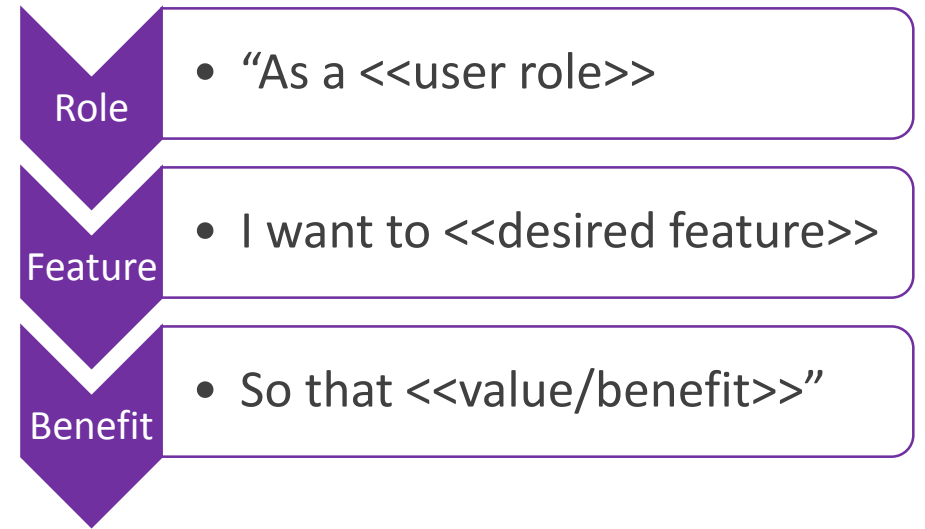 Role
• “As a <<user role>>
Feature
• I want to <<desired feature>>
Benefit
• So that <<value/benefit>>”